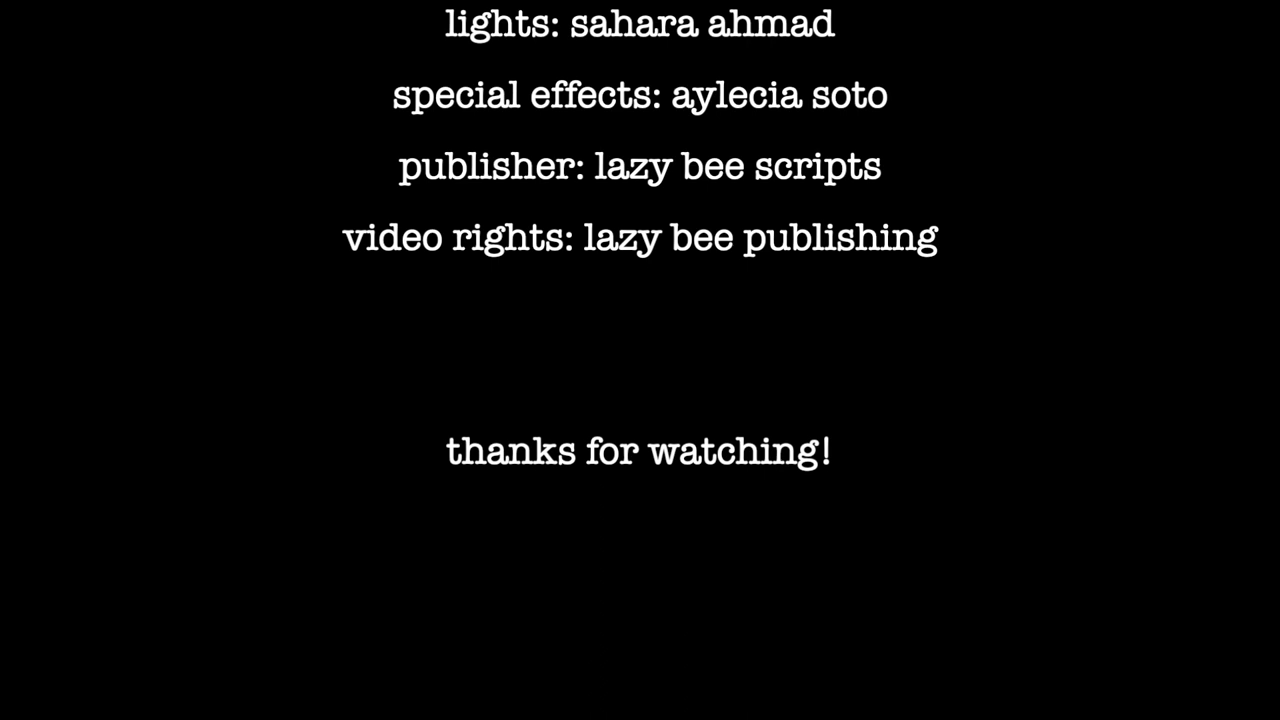 lights: sahara ahmad
special effects: aylecia soto
publisher: lazy bee scripts
video rights: lazy bee publishing
thanks for watching!